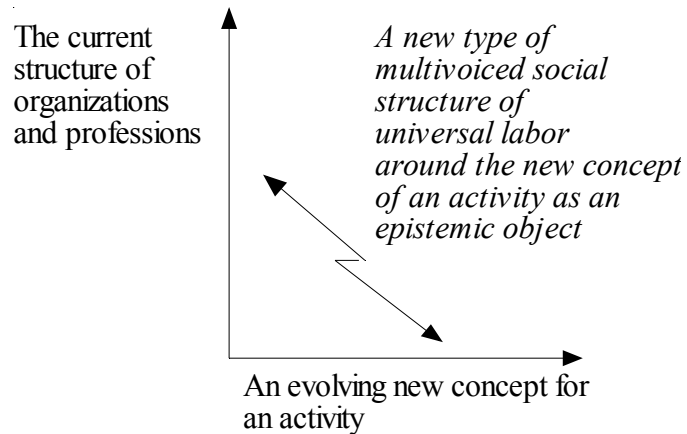 The current
structure of
organizations
and professions
A new type of
multivoiced social
structure of
universal labor
around the new concept
of an activity as an
epistemic object
An evolving new concept for
an activity